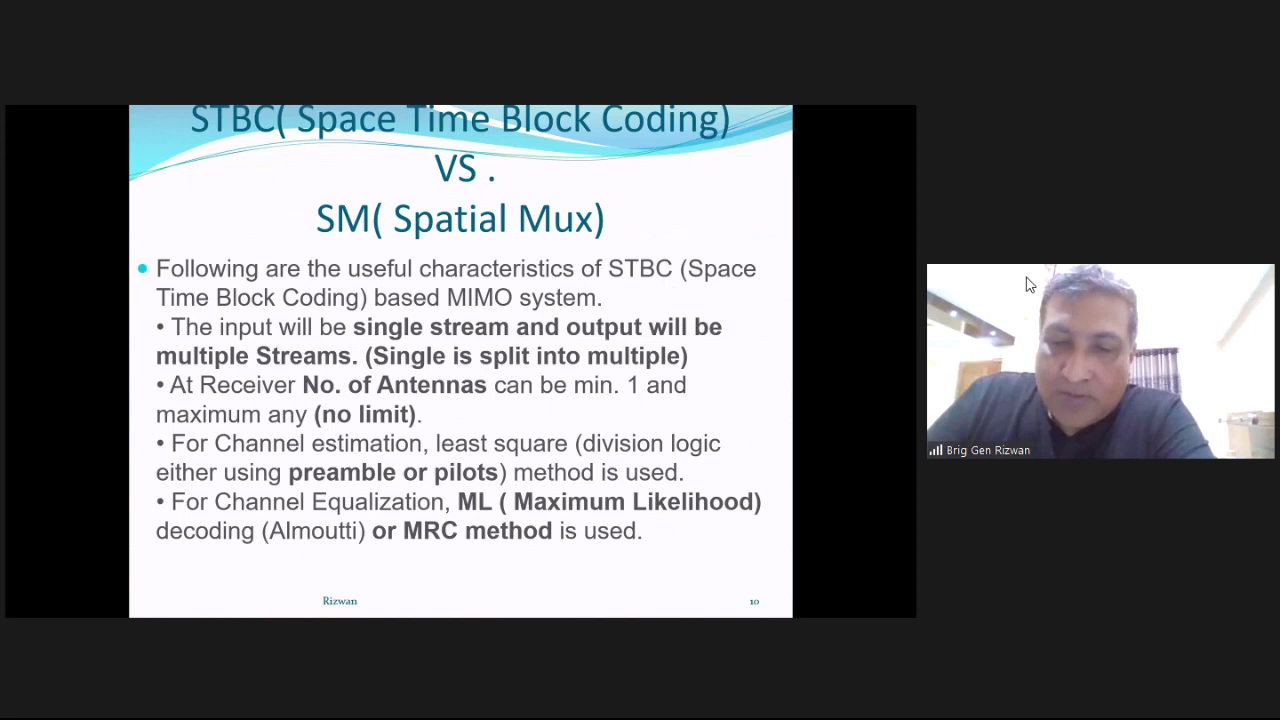 STBC( Space Time Block Coding)
VS .
SM( Spatial Mux)
• Following are the useful characteristics of STBC (Space
Time Block Coding) based MIMO system.
• The input will be single stream and output will be
multiple Streams. (Single is split into multiple)
• At Receiver No. of Antennas can be min. 1 and
maximum any (no limit).
• For Channel estimation, least square (division logic
either using preamble or pilots) method is used.
• For Channel Equalization, ML ( Maximum Likelihood)
decoding (Almoutti) or MRC method is used.
Rizwan
10
Brig Gen Rizwan